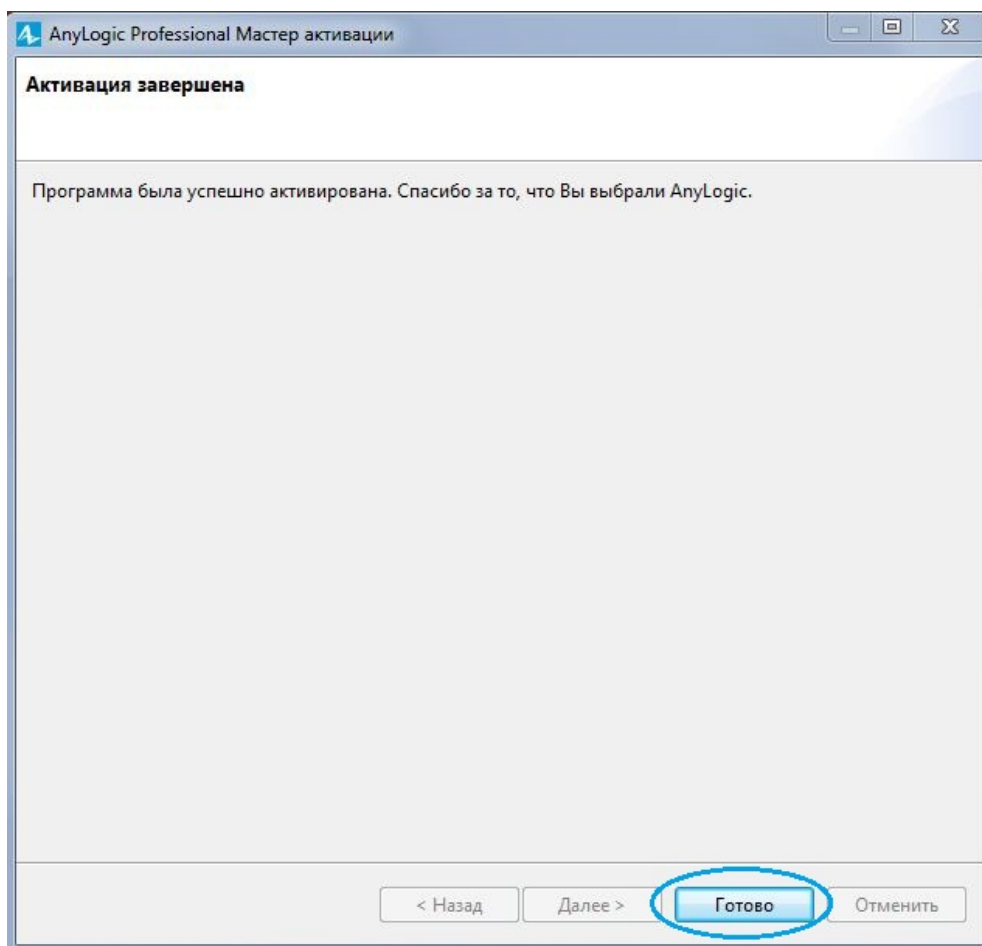 AnyLogic Professional Мастер активации
Активация завершена
Программа была успешно активирована. Спасибо за то, что Вы выбрали AnyLogic.
< Назад Далее > Готово Отменить